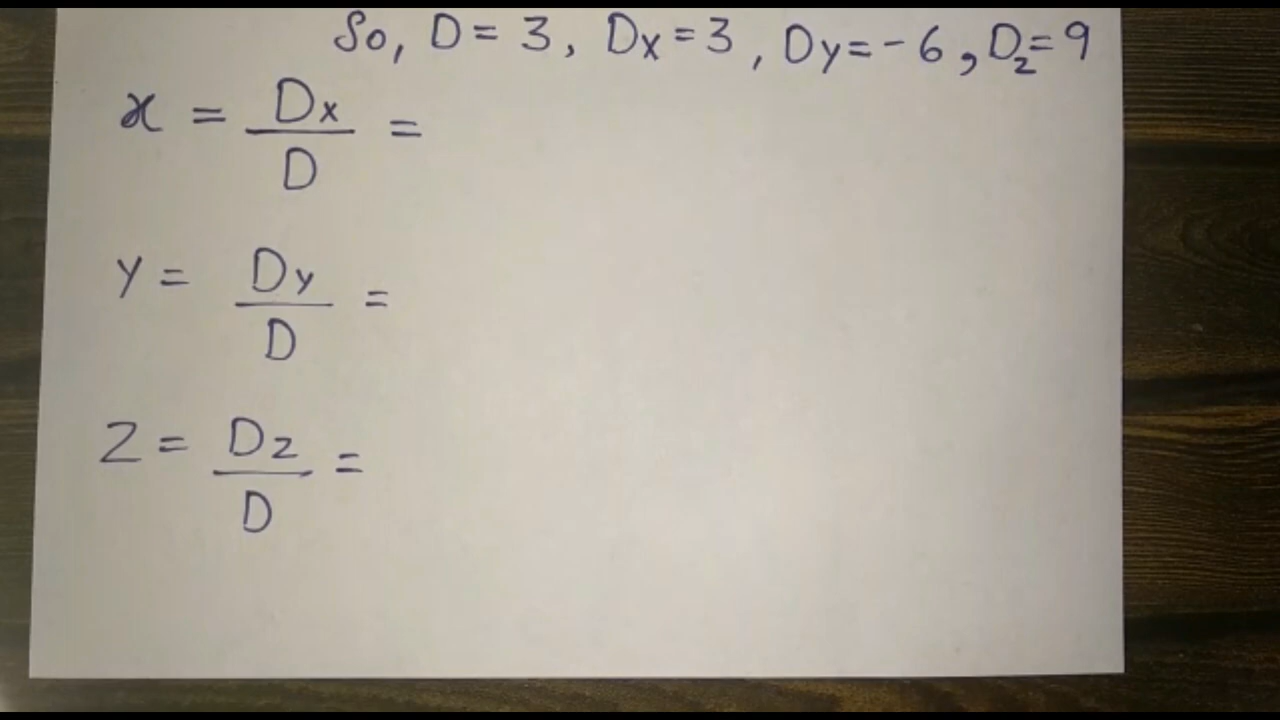 So, D = 3, Dx = 3, Dy = -6, Dz = 9
x = Dx/D =
y = Dy/D =
z = Dz/D =